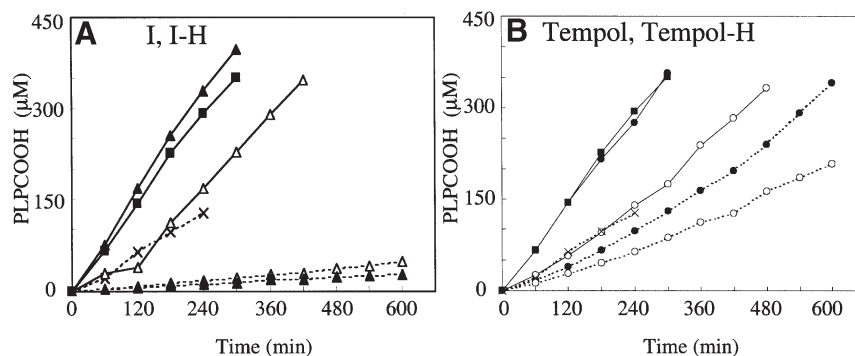 A
I, I-H
450
300
150
0
PLPCOOH (μM)
0 120 240 360 480 600
Time (min)
B
Tempol, Tempol-H
450
300
150
0
PLPCOOH (μM)
0 120 240 360 480 600
Time (min)